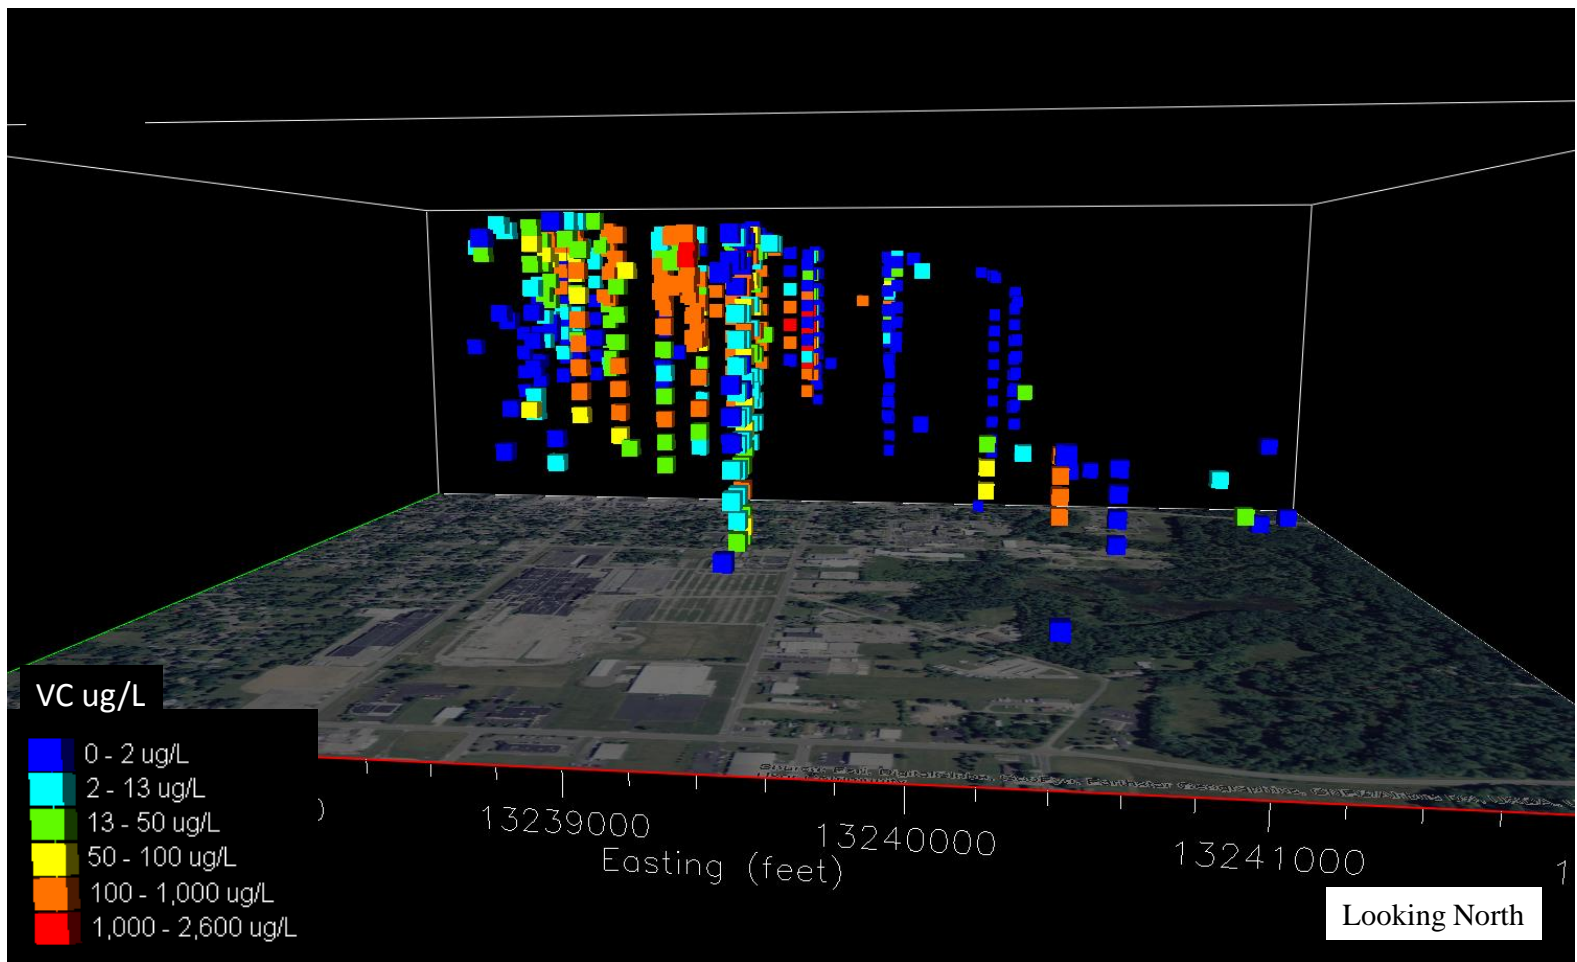 VC ug/L
0 - 2 ug/L
2 - 13 ug/L
13 - 50 ug/L
50 - 100 ug/L
100 - 1,000 ug/L
1,000 - 2,600 ug/L
13239000
13240000
13241000
Easting (feet)
Looking North